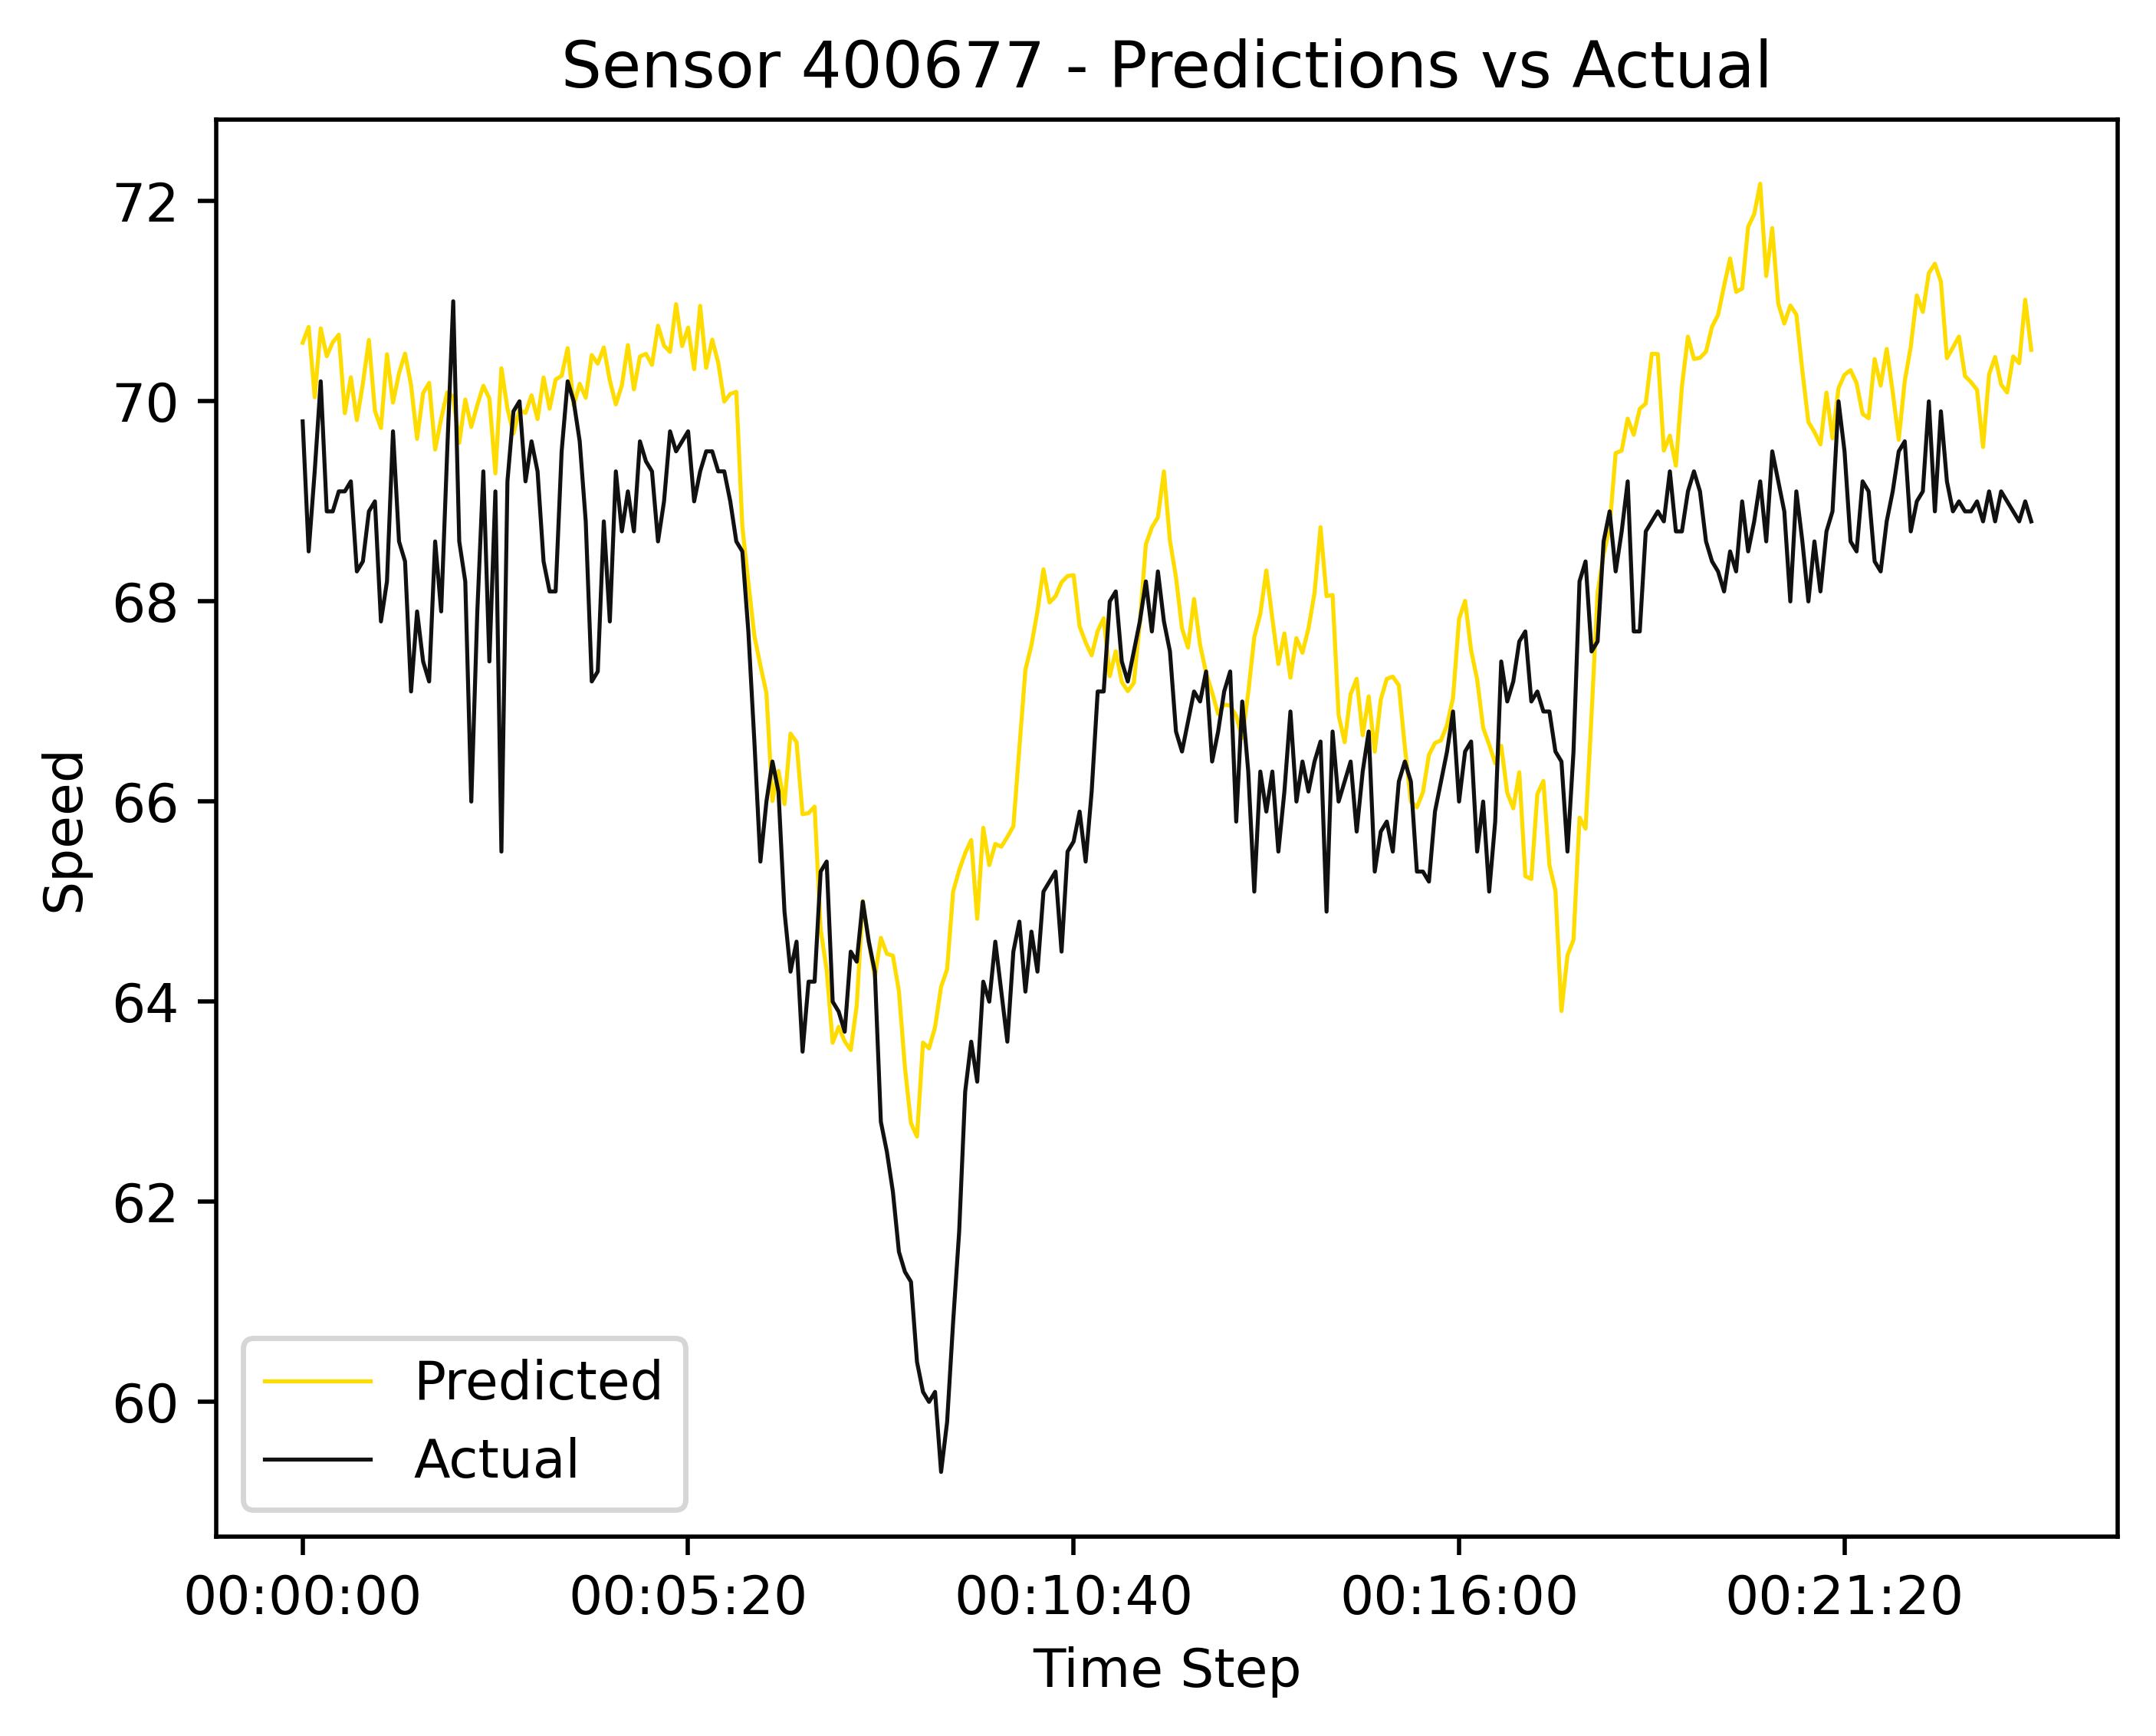 Sensor 400677 - Predictions vs Actual
Speed
72
70
68
66
64
62
60
Predicted
Actual
00:00:00
00:05:20
00:10:40
00:16:00
00:21:20
Time Step